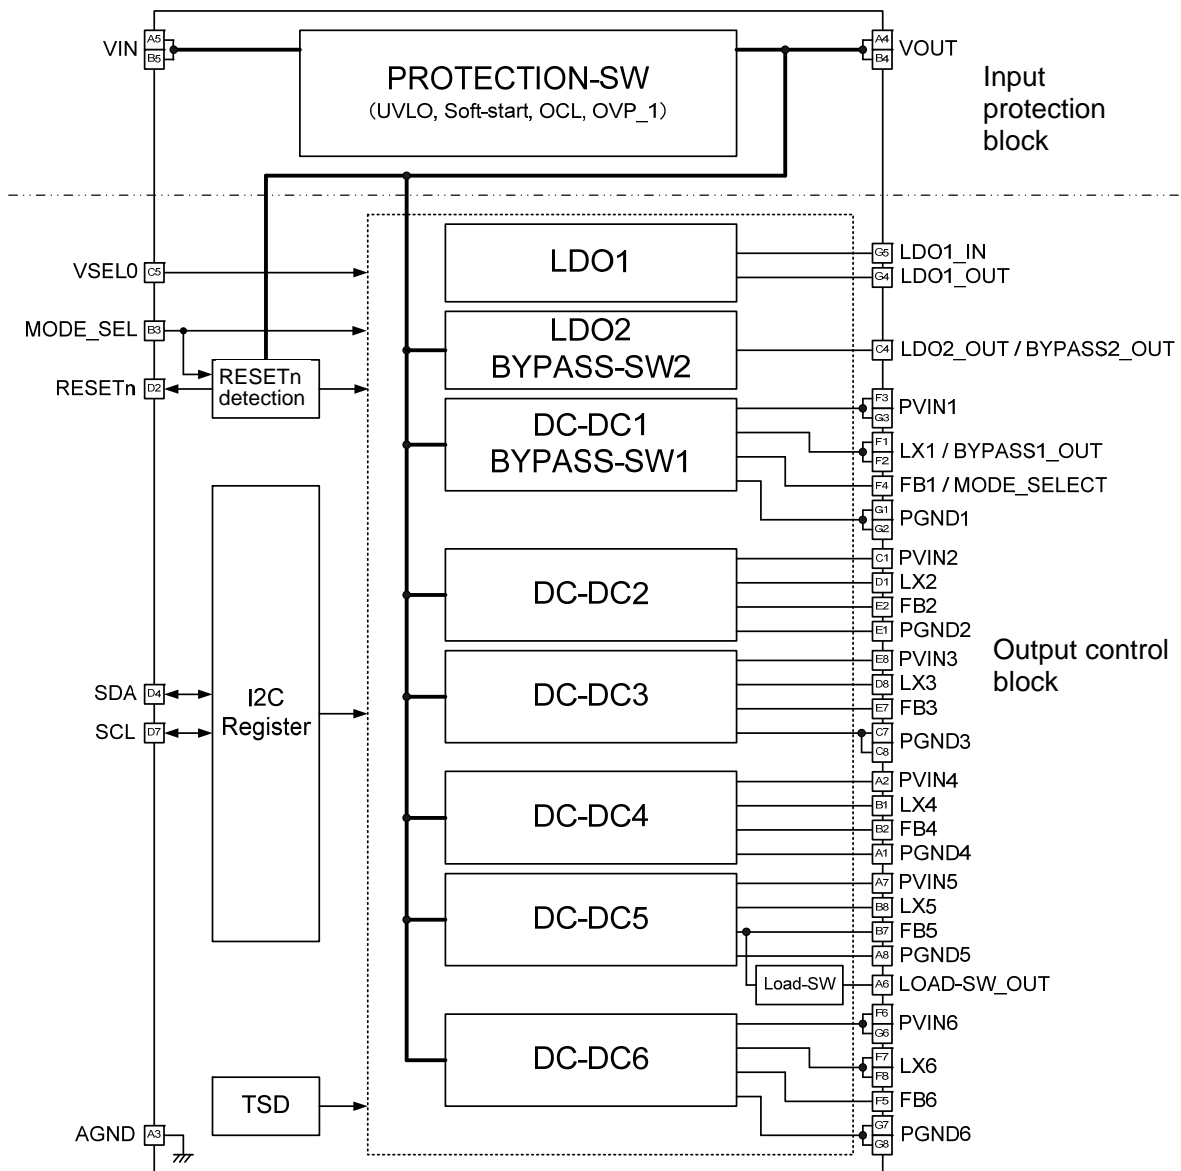 VIN
A5
B5
PROTECTION-SW
(UVLO, Soft-start, OCL, OVP_1)
A4
B4
VOUT
Input
protection
block
VSEL0
C5
MODE_SEL
B3
RESETn
D2
RESETn
detection
I2C
Register
SDA
D4
SCL
D7
TSD
AGND
A3
LDO1
G5
LDO1_IN
G4
LDO1_OUT
LDO2
BYPASS-SW2
C4
LDO2_OUT / BYPASS2_OUT
DC-DC1
BYPASS-SW1
F3
G3
PVIN1
F1
F2
LX1 / BYPASS1_OUT
F4
FB1 / MODE_SELECT
G1
G2
PGND1
DC-DC2
C1
PVIN2
D1
LX2
E2
FB2
E1
PGND2
Output control
block
DC-DC3
E8
PVIN3
D8
LX3
E7
FB3
C7
C8
PGND3
DC-DC4
A2
PVIN4
B1
LX4
B2
FB4
A1
PGND4
DC-DC5
A7
PVIN5
B8
LX5
B7
FB5
A8
PGND5
Load-SW
A6
LOAD-SW_OUT
DC-DC6
F6
G6
PVIN6
F7
F8
LX6
F5
FB6
G7
G8
PGND6